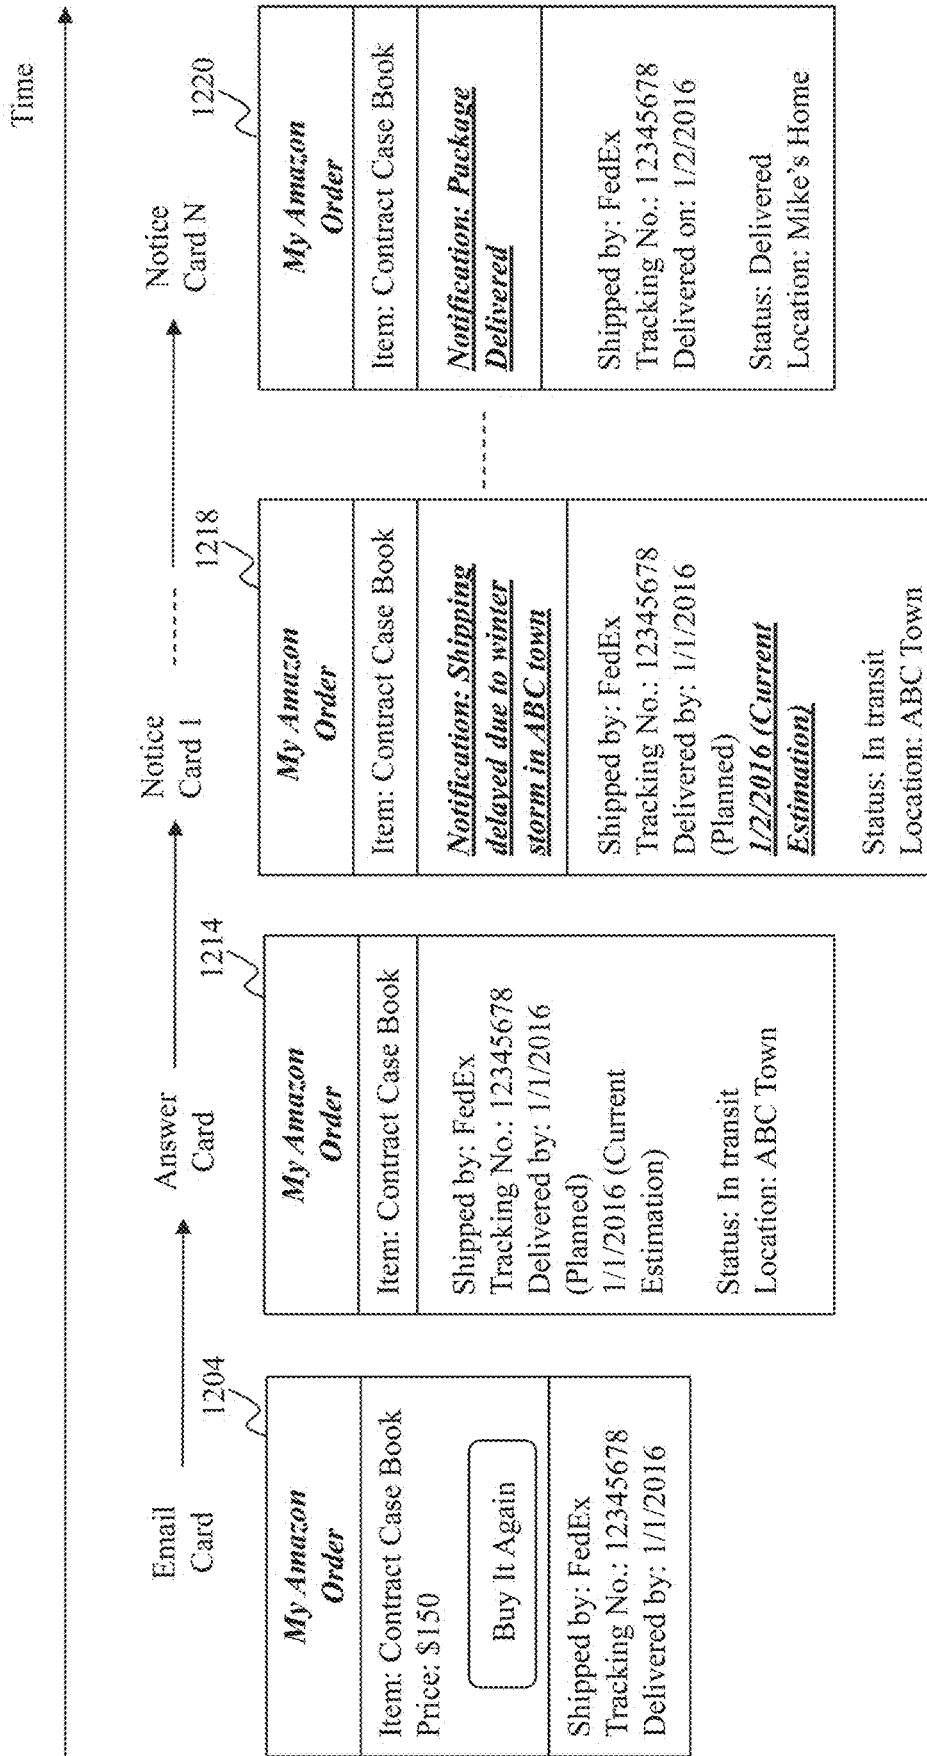 Time
Email
Card
Answer
Card
Notice
Card 1
Notice
Card N
1204
My Amazon
Order
Item: Contract Case Book
Price: $150
Buy It Again
Shipped by: FedEx
Tracking No.: 12345678
Delivered by: 1/1/2016
1214
My Amazon
Order
Item: Contract Case Book
Shipped by: FedEx
Tracking No.: 12345678
Delivered by: 1/1/2016
(Planned)
1/1/2016 (Current
Estimation)
Status: In transit
Location: ABC Town
1218
My Amazon
Order
Item: Contract Case Book
Notification: Shipping
delayed due to winter
storm in ABC town
Shipped by: FedEx
Tracking No.: 12345678
Delivered by: 1/1/2016
(Planned)
1/2/2016 (Current
Estimation)
Status: In transit
Location: ABC Town
1220
My Amazon
Order
Item: Contract Case Book
Notification: Package
Delivered
Shipped by: FedEx
Tracking No.: 12345678
Delivered on: 1/2/2016
Status: Delivered
Location: Mike's Home